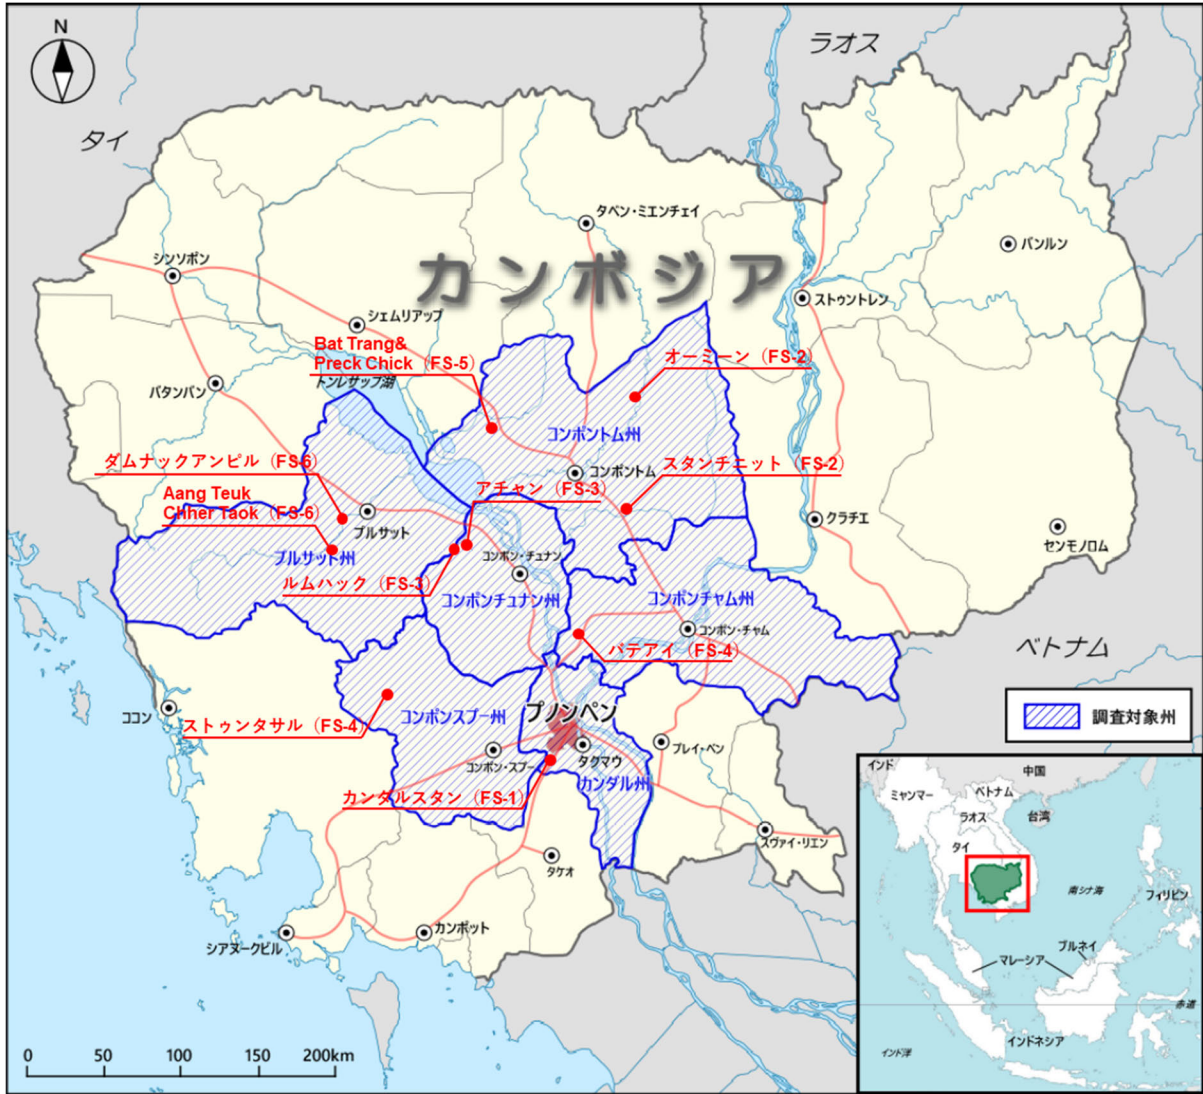 N
ラオス
タイ
タベン・ミエンチェイ
バンルン
シンソポン
カンボジア
ストゥントレン
シェムリアップ
Bat Trang&
Preck Chick (FS-5)
オーミーン (FS-2)
トンレサップ湖
バタンバン
コンポントム州
ダムナックアンピル (FS-6)
コンポントム
スタンチニット (FS-2)
Aang Teuk
Chher Taok (FS-6)
アチャン (FS-3)
プルサット
クラチエ
センモノロム
プルサット州
コンポン・チュナン
ルムハック (FS-3)
コンポンチュナン州
コンポンチャム州
コンポン・チャム
バテアイ (FS-4)
ベトナム
ココン
ストゥンタサル (FS-4)
コンポンスプー州
プノンペン
調査対象州
コンポン・スプー
タクマウ
プレイ・ベン
カンダル州
カンダルスタン (FS-1)
スヴァイ・リエン
タケオ
シアヌークビル
カンポット
0 50 100 150 200km
インド
中国
ミャンマー
ベトナム
ラオス
台湾
タイ
南シナ海
フィリピン
ブルネイ
マレーシア
赤道
インドネシア
インド洋